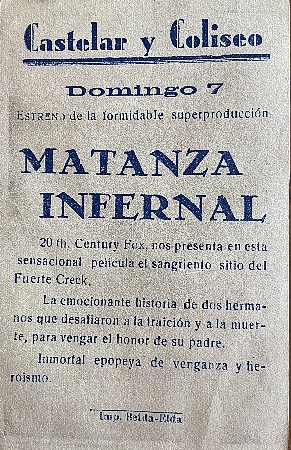 Castelar y Coliseo
Domingo 7
ESTRENO de la formidable superproducción
MATANZA
INFERNAL
20 th. Century Fox, nos presenta en esta
sensacional película el sangriento sitio del
Fuerte Creek.
La emocionante historia de dos herma-
nos que desafiaron a la traición y a la muer-
te, para vengar el honor de su padre.
Inmortal epopeya de venganza y he-
roismo.
Imp. Belda-Elda